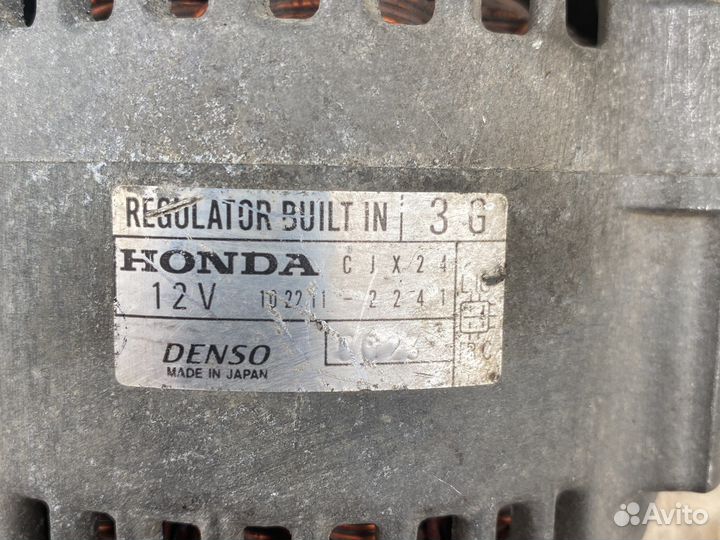 REGULATOR BUILT IN 3 G
HONDA CJX24
12V 102211-2241
DENSO
MADE IN JAPAN
Avito